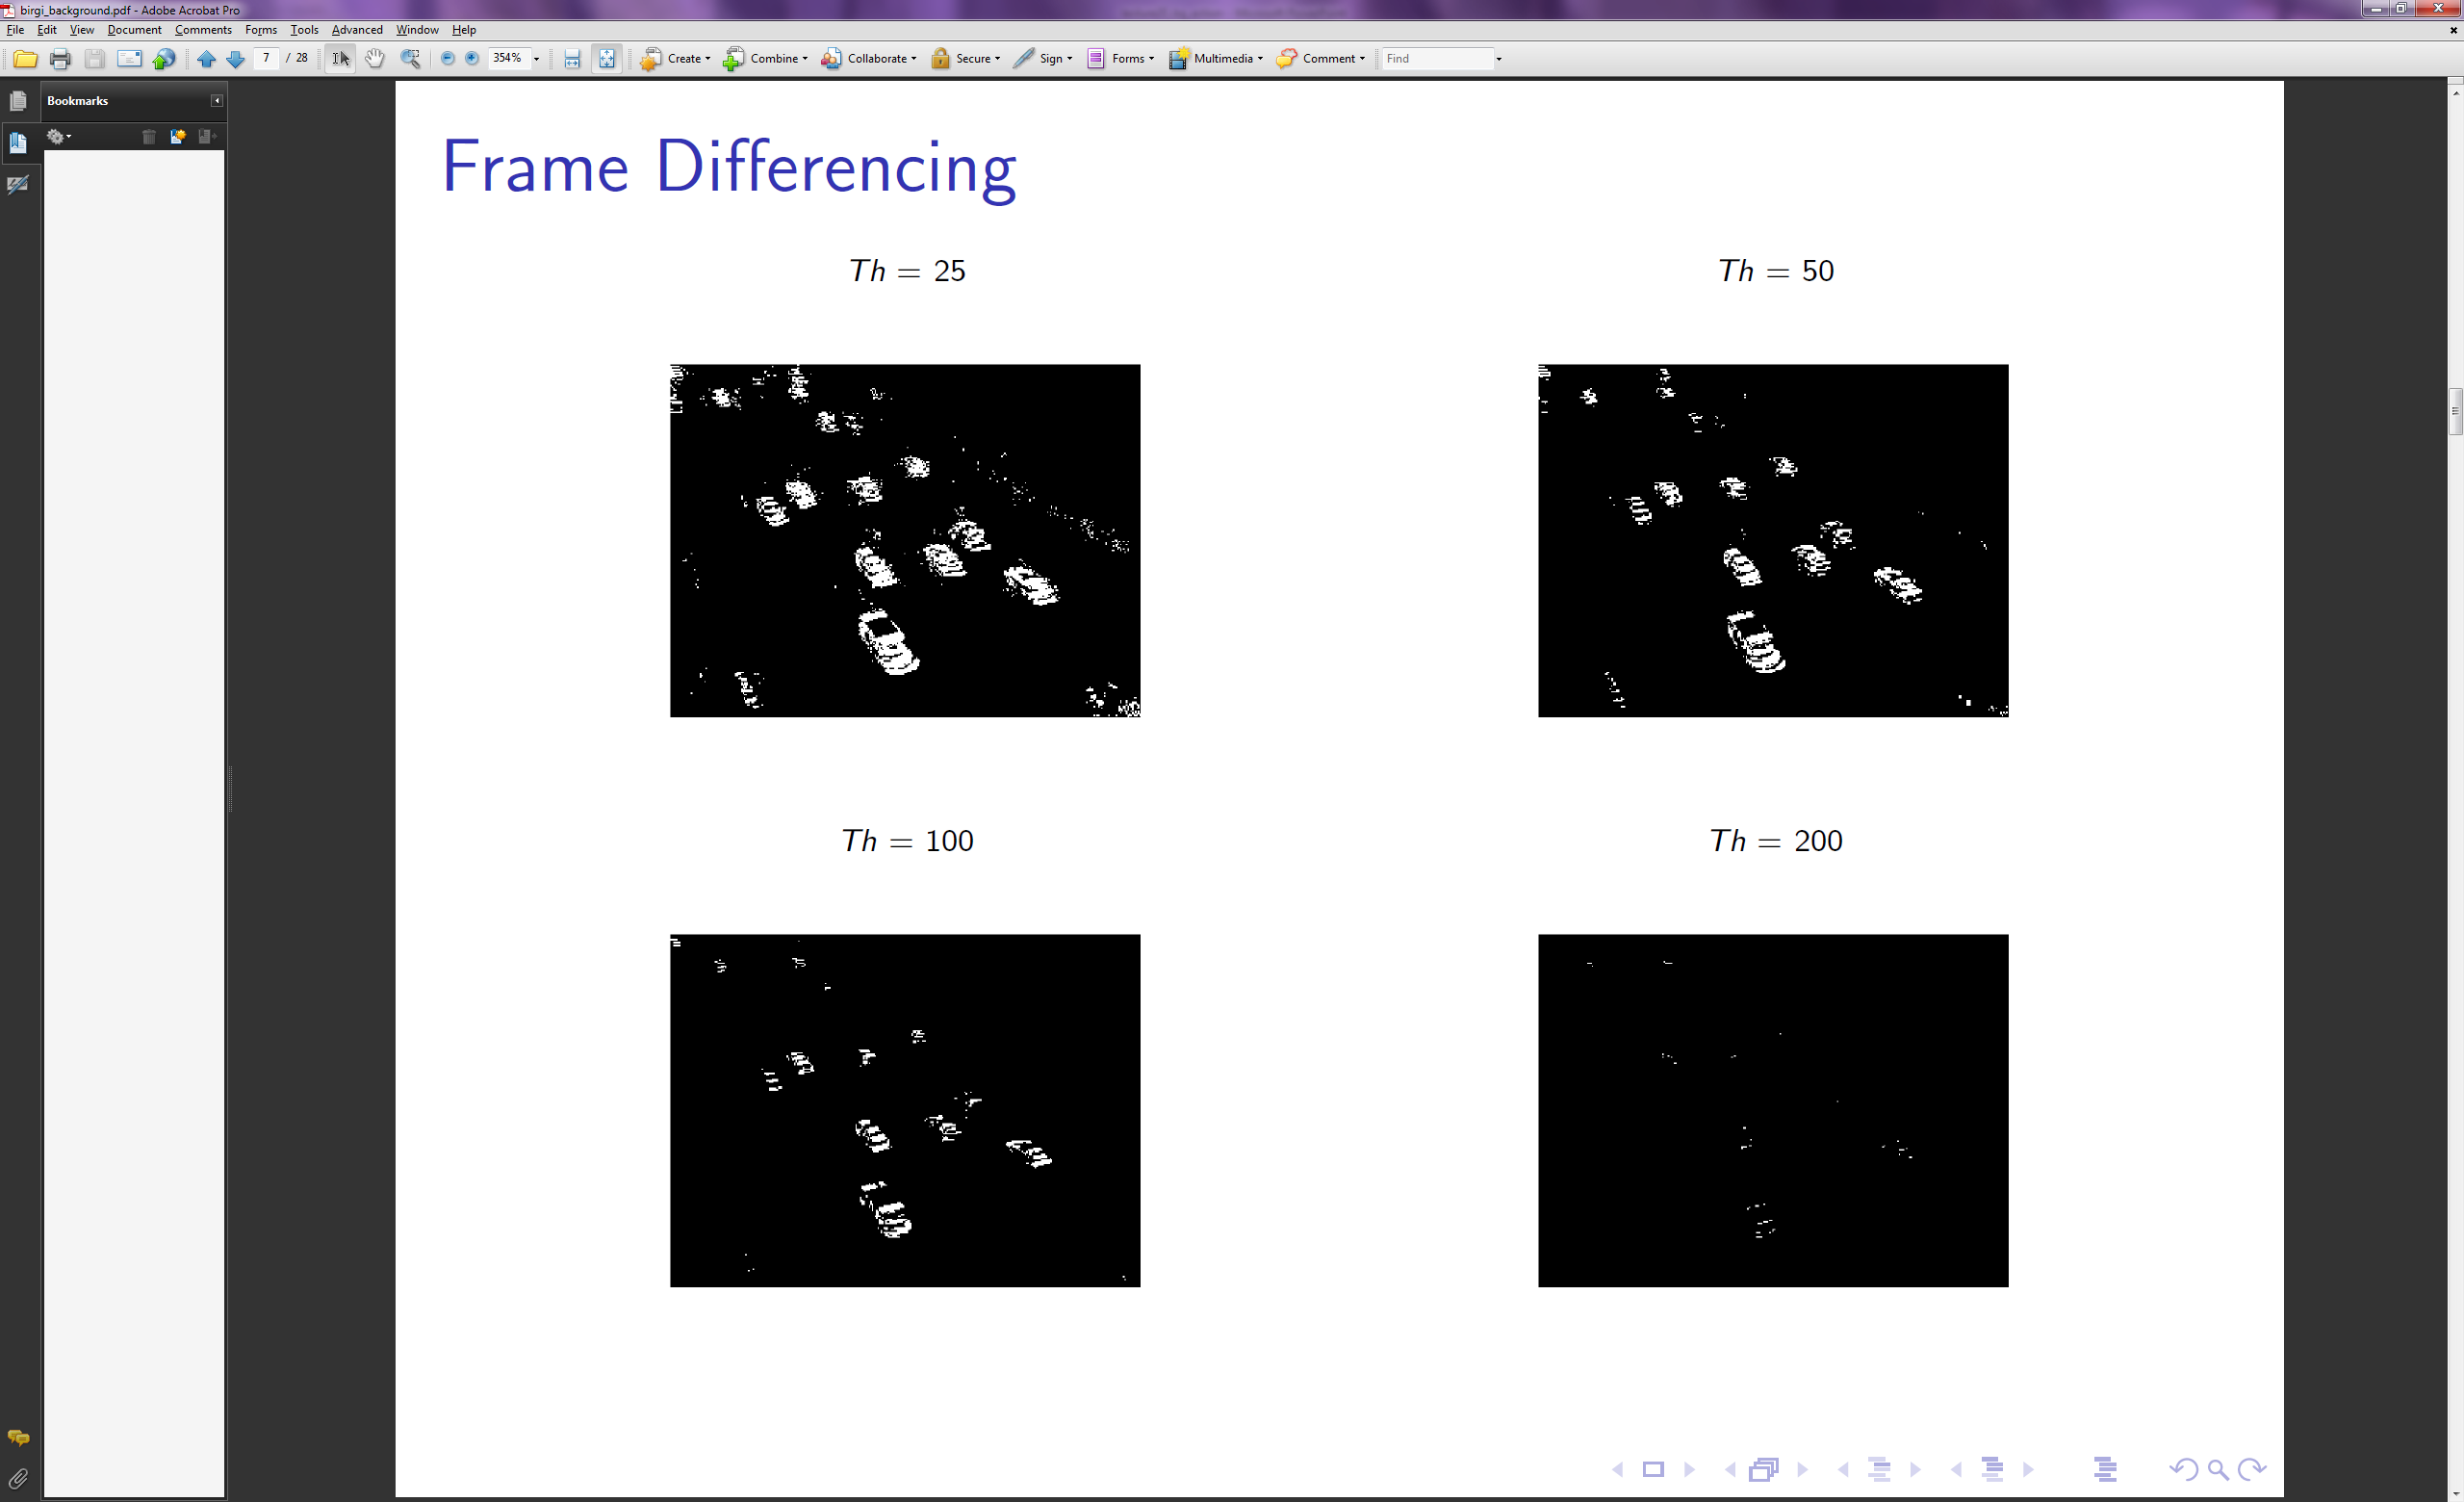 birgi_background.pdf - Adobe Acrobat Pro
File Edit View Document Comments Forms Tools Advanced Window Help
7 / 28 354% Create Combine Collaborate Secure Sign Forms Multimedia Comment Find
Bookmarks
Frame Differencing
Th = 25
Th = 50
Th = 100
Th = 200